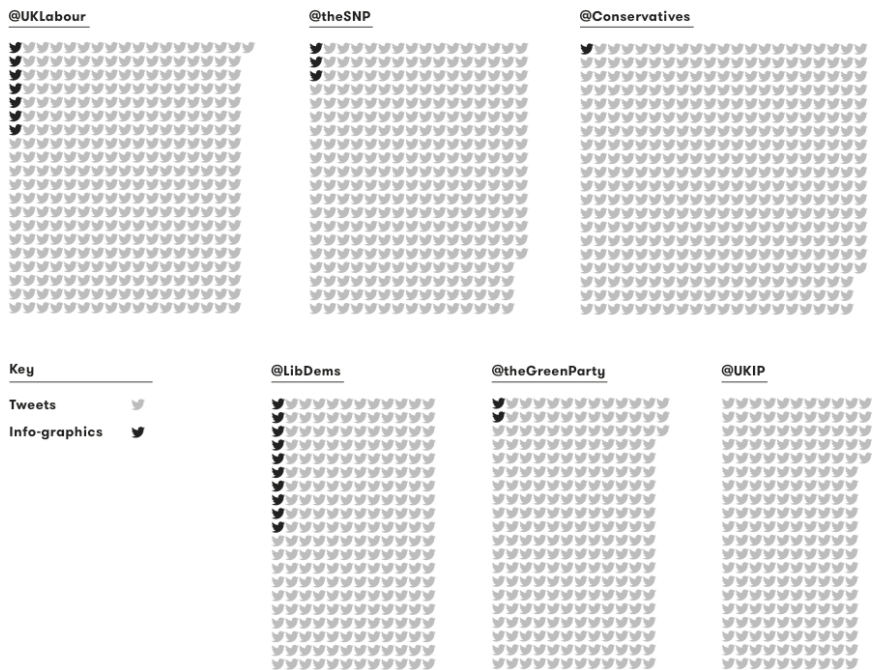 @UKLabour
@theSNP
@Conservatives
Key
Tweets
Info-graphics
@LibDems
@theGreenParty
@UKIP